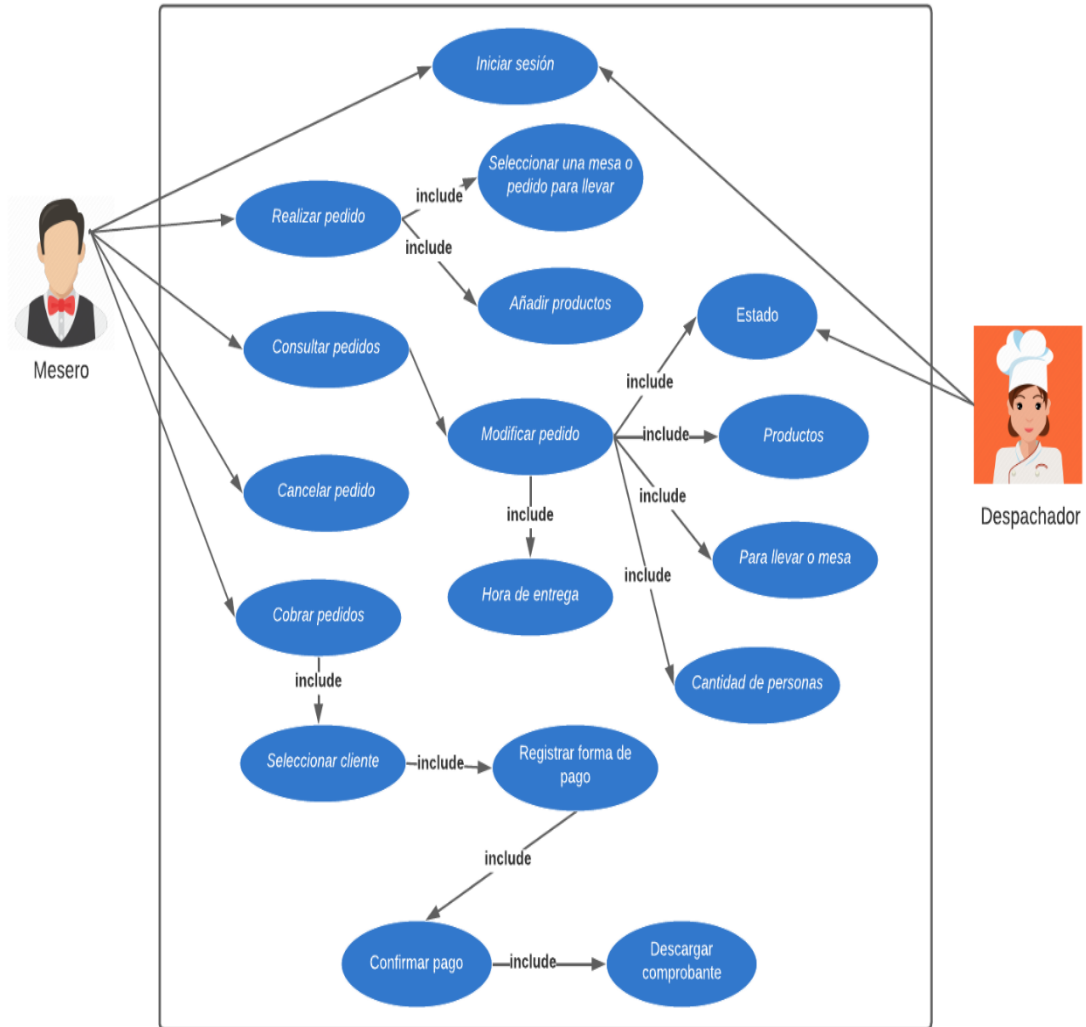 Iniciar sesión
Seleccionar una mesa o
pedido para llevar
include
Realizar pedido
include
Añadir productos
Estado
Mesero
Consultar pedidos
include
Modificar pedido
include
Productos
Cancelar pedido
include
include
Despachador
Para llevar o mesa
include
Hora de entrega
Cobrar pedidos
include
Cantidad de personas
Seleccionar cliente
include
Registrar forma de
pago
include
Confirmar pago
include
Descargar
comprobante